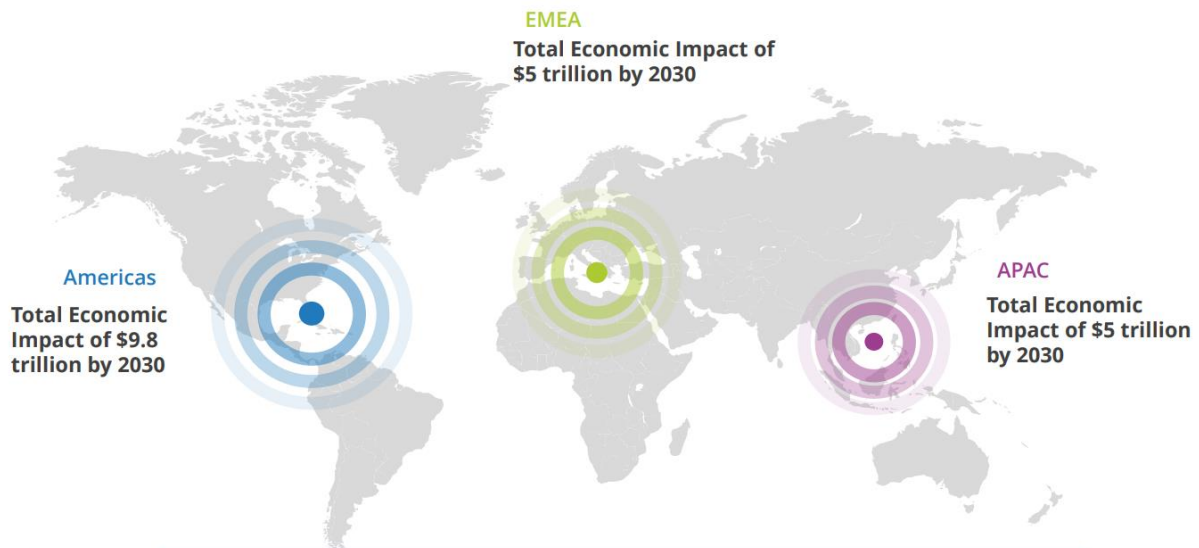 EMEA
Total Economic Impact of
$5 trillion by 2030
Americas
Total Economic
Impact of $9.8
trillion by 2030
APAC
Total Economic
Impact of $5 trillion
by 2030